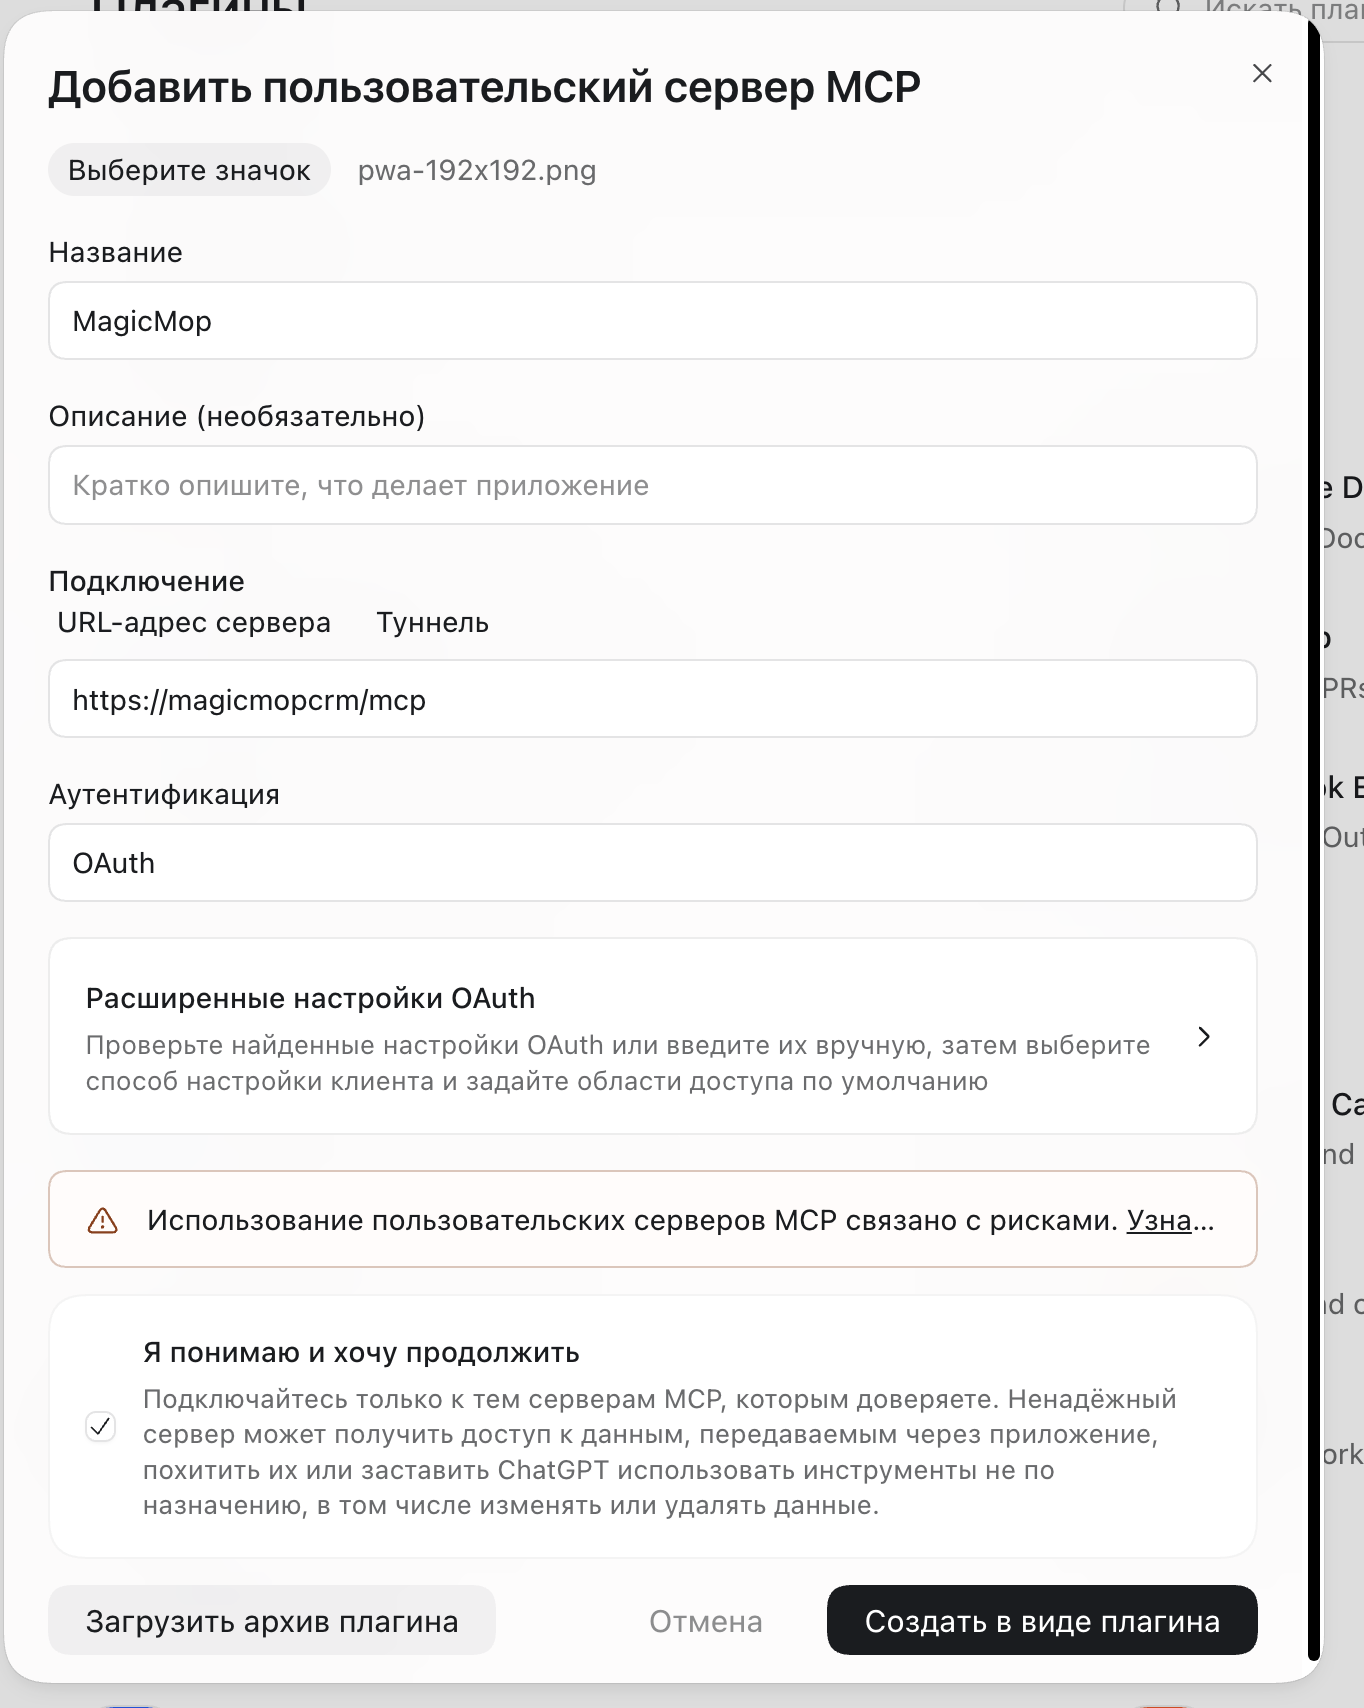 Плагины
Искать пла
Добавить пользовательский сервер MCP
Выберите значок
pwa-192x192.png
Название
MagicMop
Описание (необязательно)
Кратко опишите, что делает приложение
Подключение
URL-адрес сервера
Туннель
https://magicmopcrm/mcp
Аутентификация
OAuth
Расширенные настройки OAuth
Проверьте найденные настройки OAuth или введите их вручную, затем выберите
способ настройки клиента и задайте области доступа по умолчанию
Использование пользовательских серверов MCP связано с рисками. Узна...
Я понимаю и хочу продолжить
Подключайтесь только к тем серверам MCP, которым доверяете. Ненадёжный
сервер может получить доступ к данным, передаваемым через приложение,
похитить их или заставить ChatGPT использовать инструменты не по
назначению, в том числе изменять или удалять данные.
Загрузить архив плагина
Отмена
Создать в виде плагина